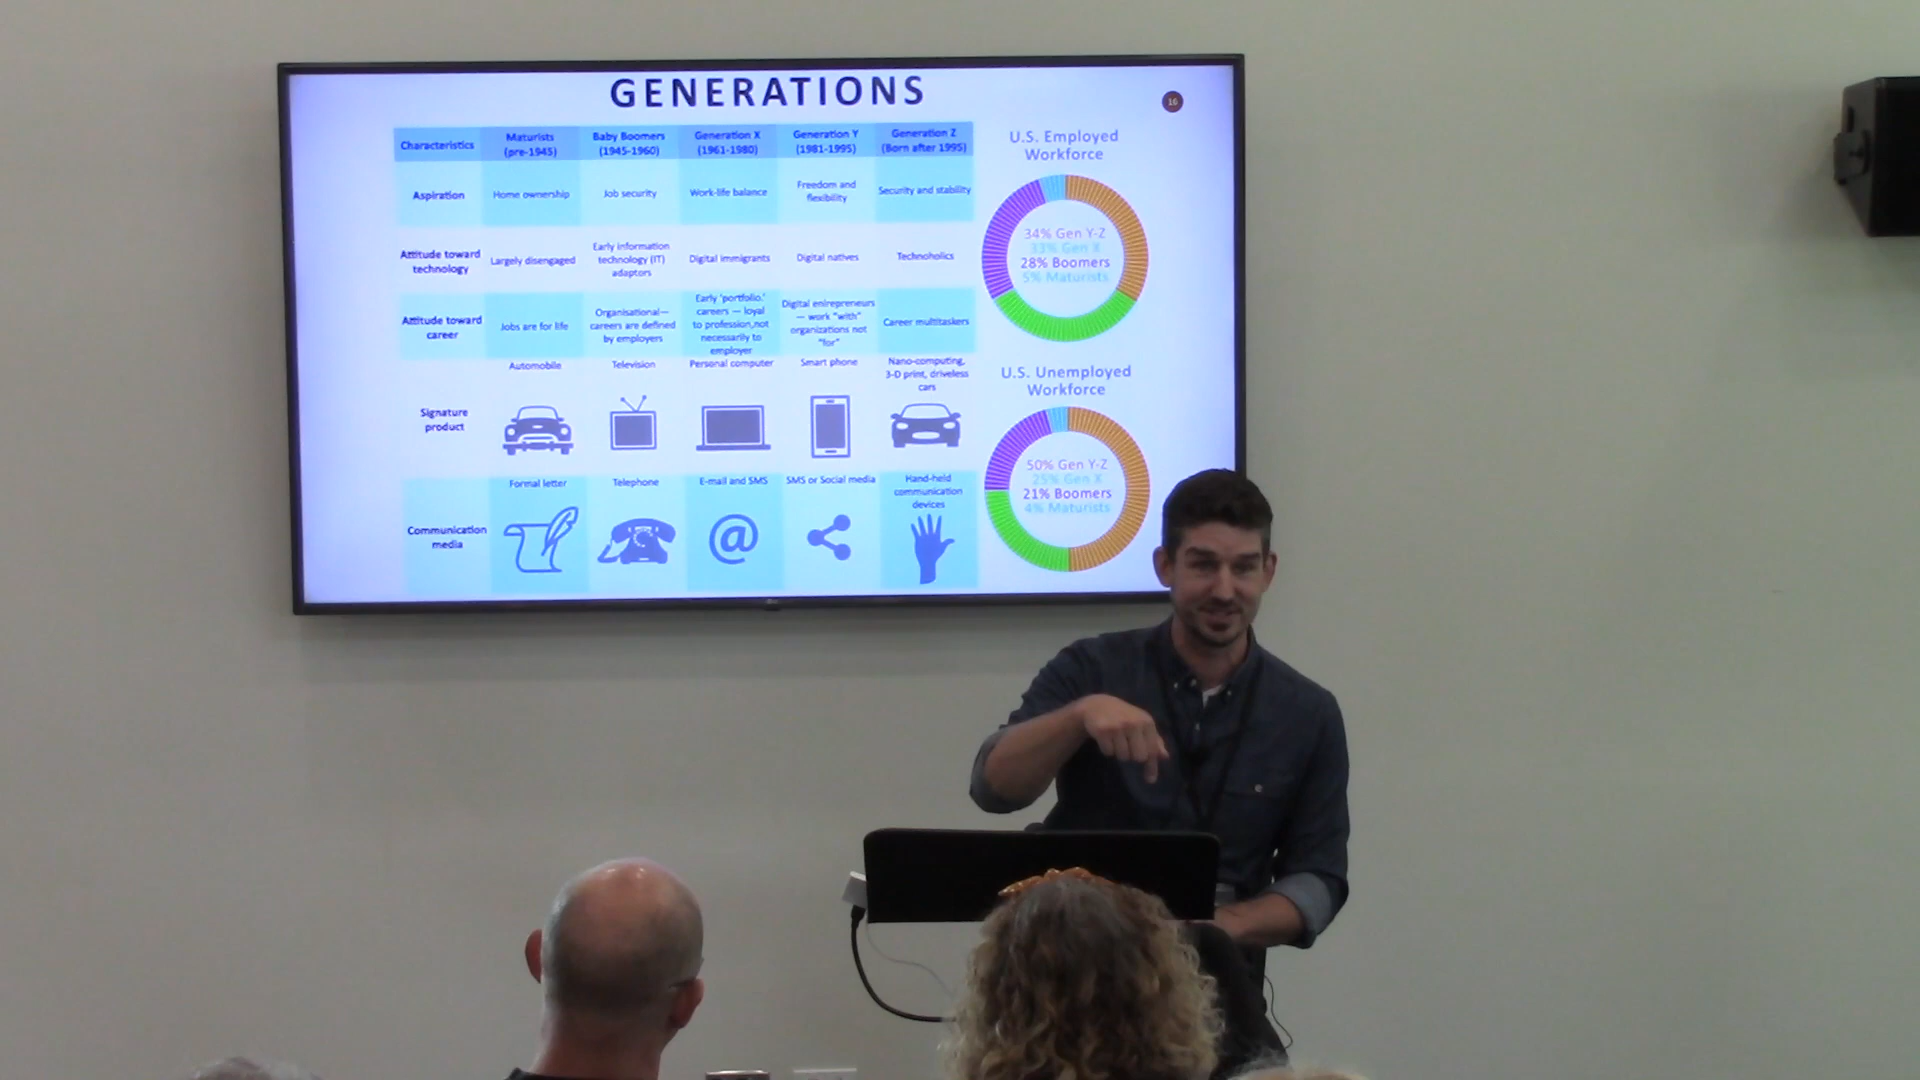 GENERATIONS
16
Characteristics
Maturists
(pre-1945)
Baby Boomers
(1945-1960)
Generation X
(1961-1980)
Generation Y
(1981-1995)
Generation Z
(Born after 1995)
Aspiration
Home ownership
Job security
Work-life balance
Freedom and
flexibility
Security and stability
Attitude toward
technology
Largely disengaged
Early information
technology (IT)
adaptors
Digital immigrants
Digital natives
Technoholics
Attitude toward
career
Jobs are for life
Organisational—
careers are defined
by employers
Early 'portfolio.'
careers — loyal
to profession,not
necessarily to
employer
Digital enirepreneurs
— work "with"
organizations not
"for"
Career multitaskers
Signature
product
Automobile
Television
Personal computer
Smart phone
Nano-computing,
3-D print, driveless
cars
Communication
media
Formal letter
Telephone
E-mail and SMS
@
SMS or Social media
Hand-held
communication
devices
U.S. Employed
Workforce
34% Gen Y-Z
33% Gen X
28% Boomers
5% Maturists
U.S. Unemployed
Workforce
50% Gen Y-Z
25% Gen X
21% Boomers
4% Maturists